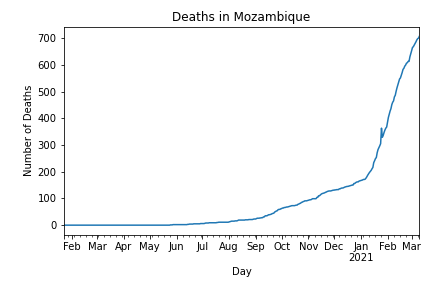 Deaths in Mozambique
Number of Deaths
700
600
500
400
300
200
100
0
Feb Mar Apr May Jun Jul Aug Sep Oct Nov Dec Jan Feb Mar
2021
Day